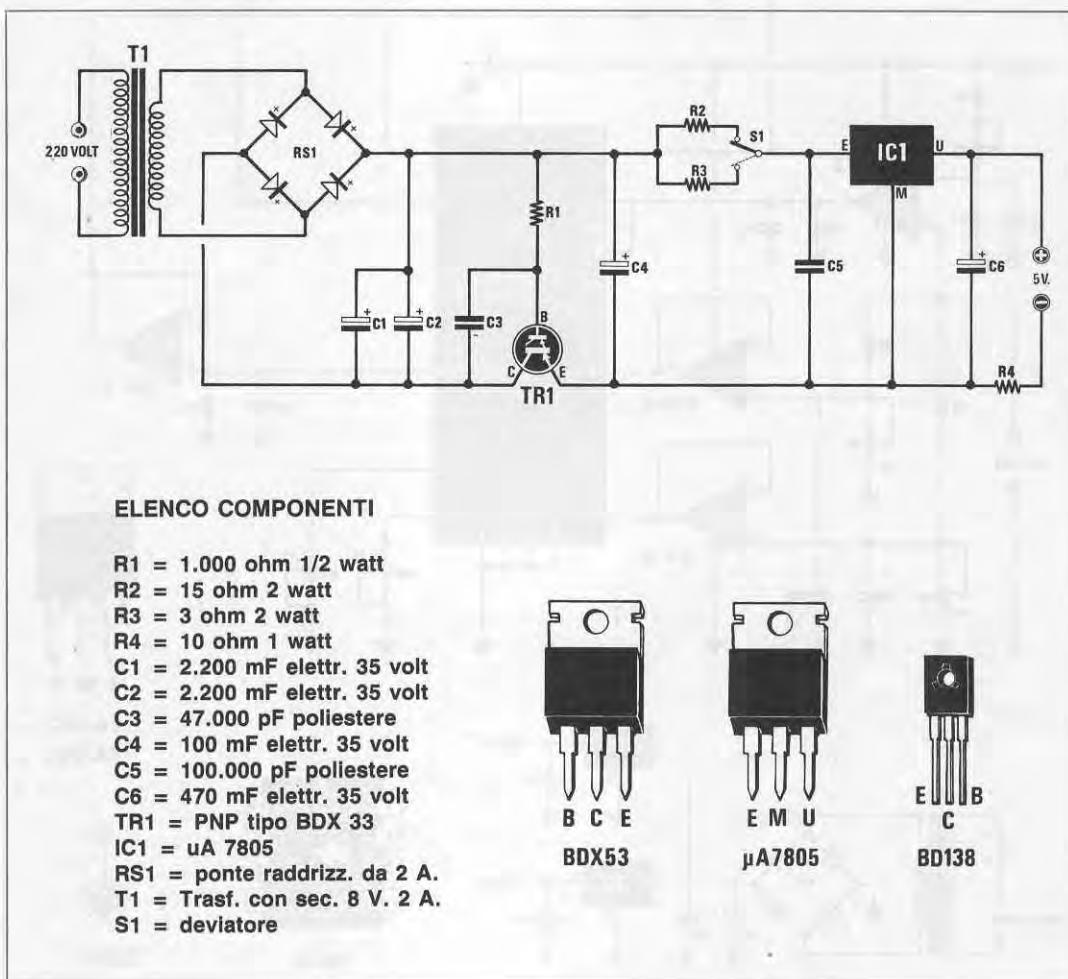 T1
220 VOLT
RS1
C1
+
C2
+
C3
-
R1
B
C
E
TR1
C4
+
R2
R3
S1
C5
E
IC1
U
M
C6
+
5V.
R4
ELENCO COMPONENTI
R1 = 1.000 ohm 1/2 watt
R2 = 15 ohm 2 watt
R3 = 3 ohm 2 watt
R4 = 10 ohm 1 watt
C1 = 2.200 mF elettr. 35 volt
C2 = 2.200 mF elettr. 35 volt
C3 = 47.000 pF poliestere
C4 = 100 mF elettr. 35 volt
C5 = 100.000 pF poliestere
C6 = 470 mF elettr. 35 volt
TR1 = PNP tipo BDX 33
IC1 = uA 7805
RS1 = ponte raddrizz. da 2 A.
T1 = Trasf. con sec. 8 V. 2 A.
S1 = deviatore
B C E
BDX53
E M U
µA7805
E C B
BD138